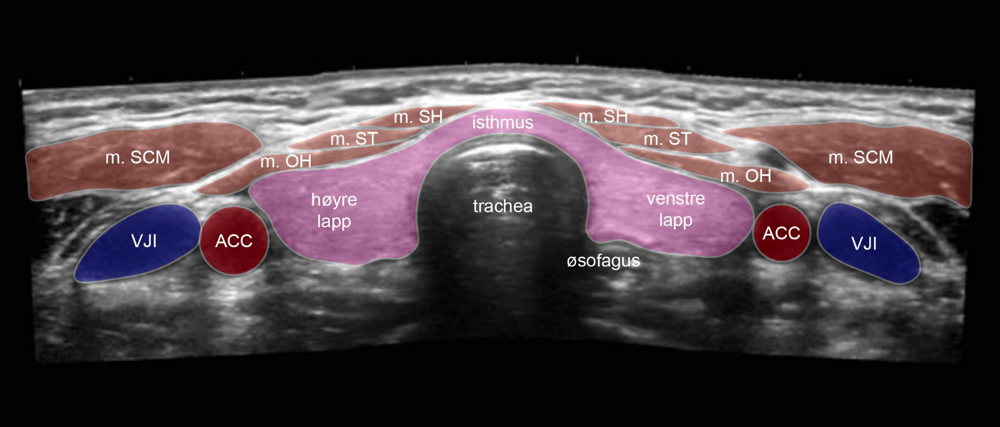 m. SH
isthmus
m. SH
m. ST
m. ST
m. SCM
m. OH
m. OH
m. SCM
høyre
lapp
trachea
venstre
lapp
VJI
ACC
ACC
VJI
øsofagus